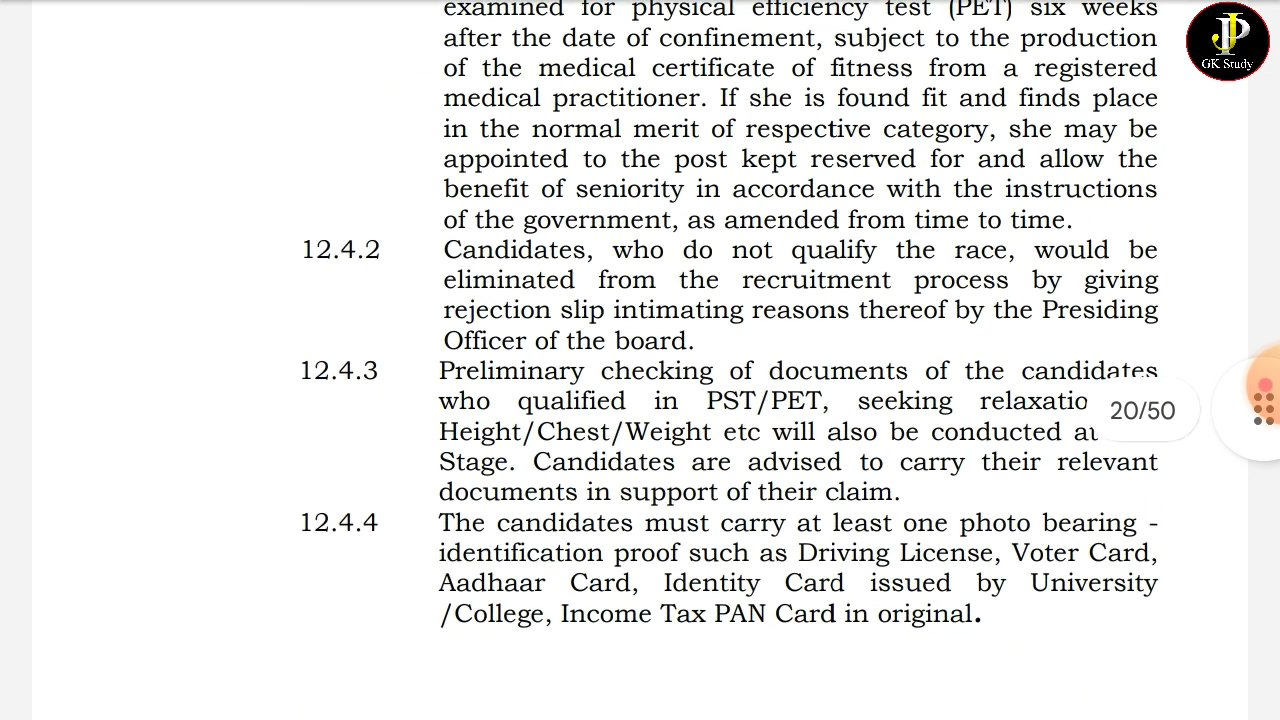 examined for physical efficiency test (PET) six weeks
after the date of confinement, subject to the production
of the medical certificate of fitness from a registered
medical practitioner. If she is found fit and finds place
in the normal merit of respective category, she may be
appointed to the post kept reserved for and allow the
benefit of seniority in accordance with the instructions
of the government, as amended from time to time.
12.4.2 Candidates, who do not qualify the race, would be
eliminated from the recruitment process by giving
rejection slip intimating reasons thereof by the Presiding
Officer of the board.
12.4.3 Preliminary checking of documents of the candidates
who qualified in PST/PET, seeking
Height/Chest/Weight etc will also be conducted
Stage. Candidates are advised to carry their relevant
documents in support of their claim.
12.4.4 The candidates must carry at least one photo bearing -
identification proof such as Driving License, Voter Card,
Aadhaar Card, Identity Card issued by University
/College, Income Tax PAN Card in original.
20/50
JP
GK Study